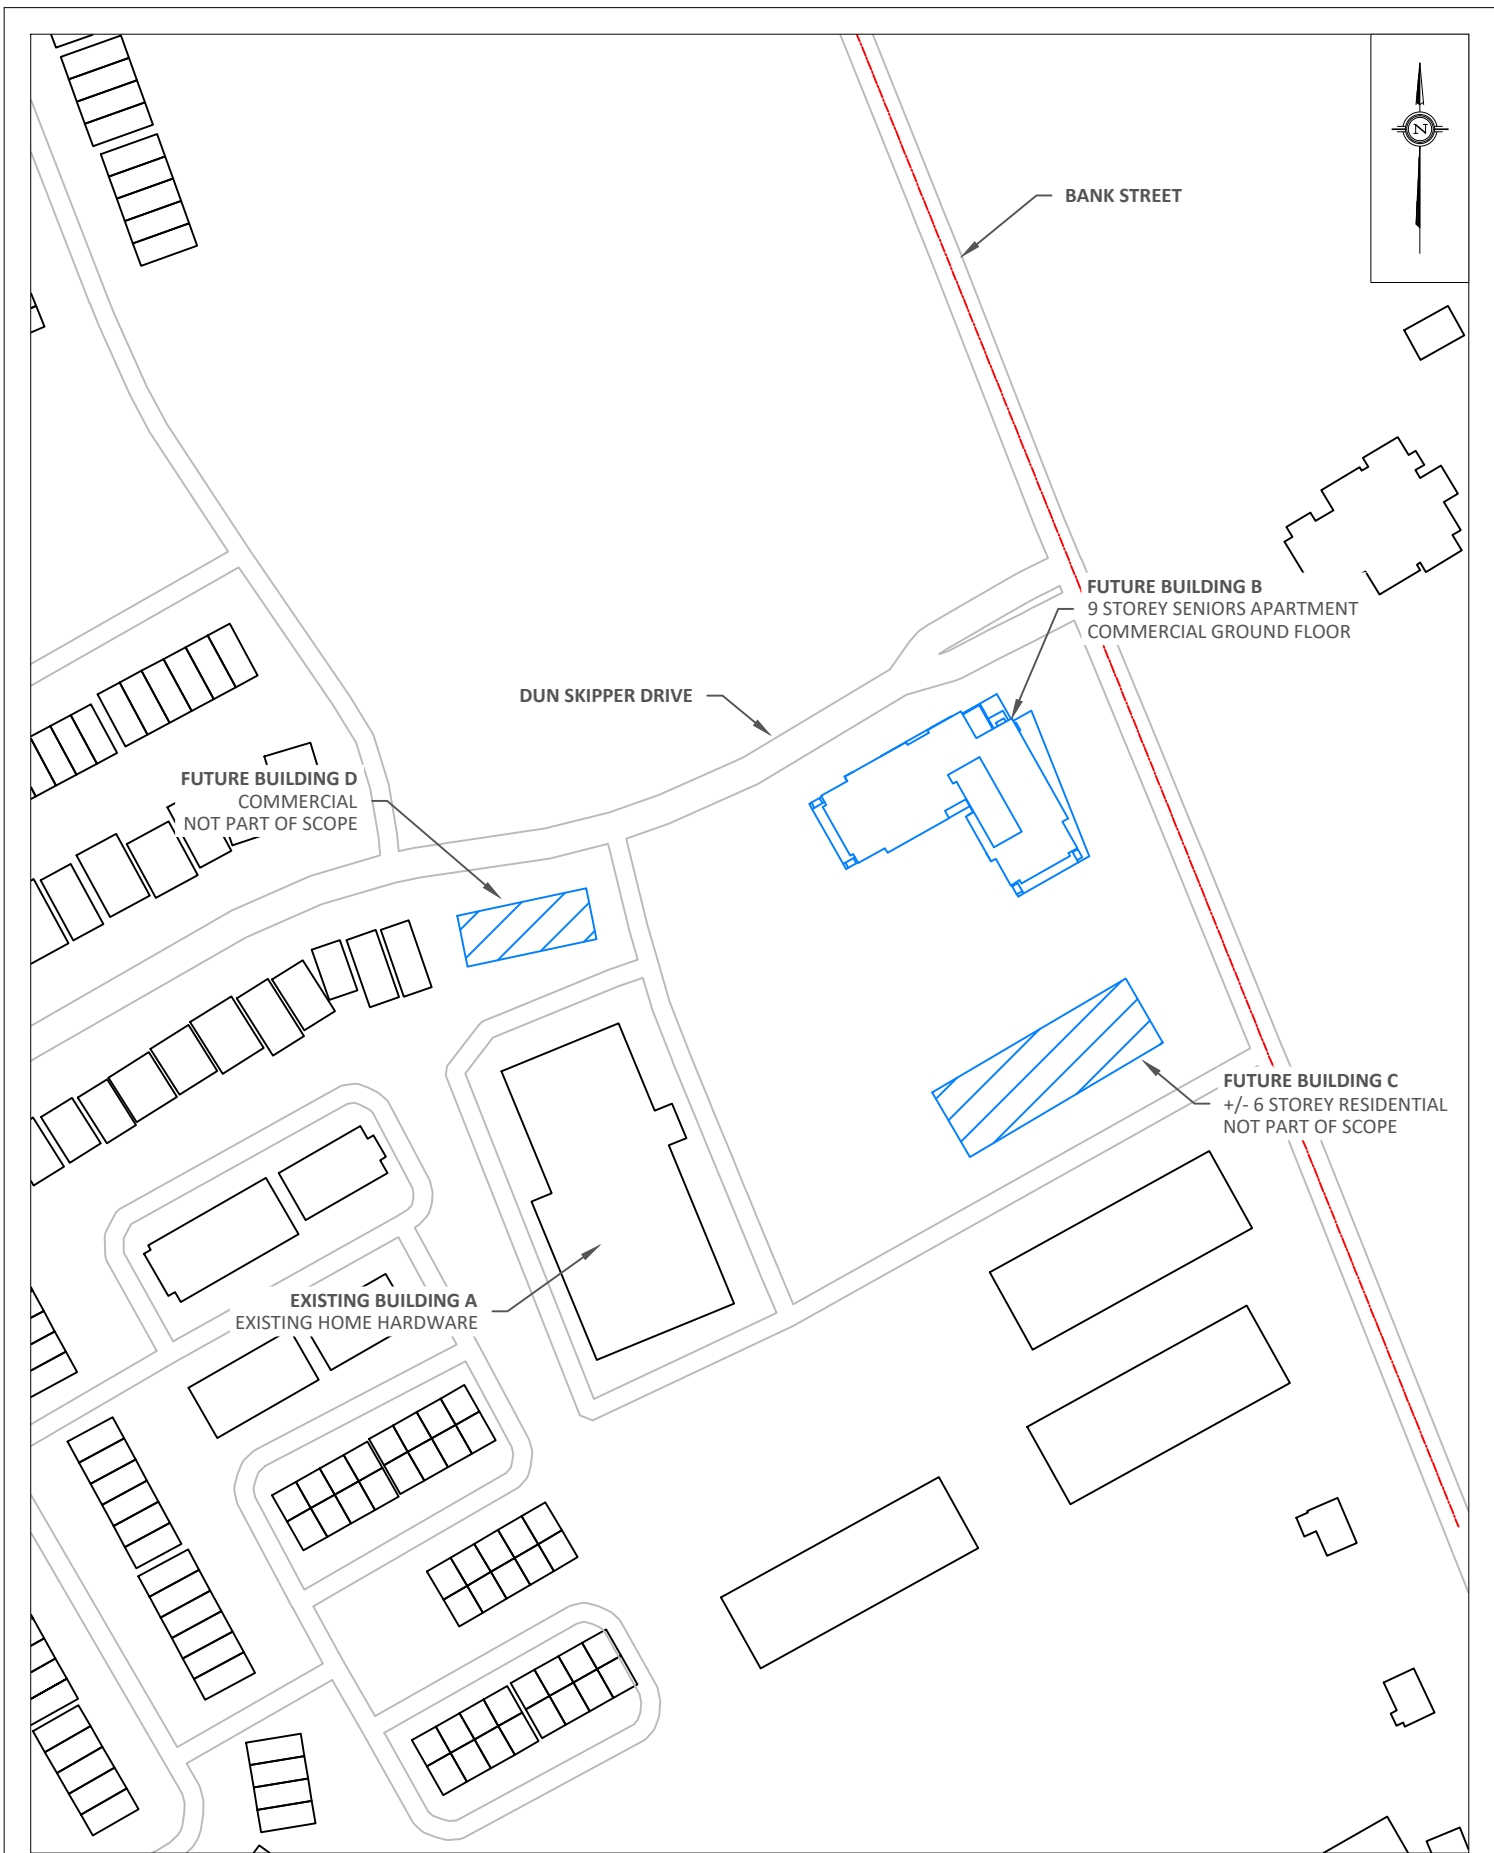 N
BANK STREET
FUTURE BUILDING B
9 STOREY SENIORS APARTMENT
COMMERCIAL GROUND FLOOR
DUN SKIPPER DRIVE
FUTURE BUILDING D
COMMERCIAL
NOT PART OF SCOPE
FUTURE BUILDING C
+/- 6 STOREY RESIDENTIAL
NOT PART OF SCOPE
EXISTING BUILDING A
EXISTING HOME HARDWARE